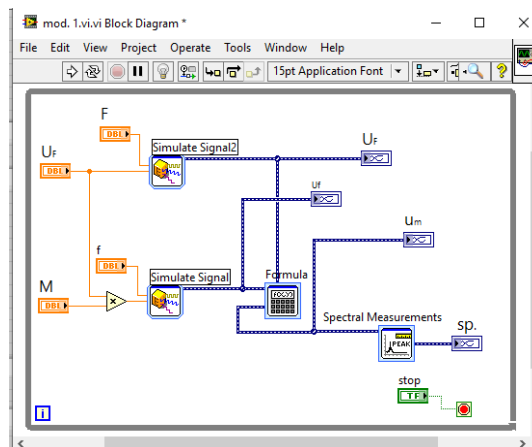 mod. 1.vi.vi Block Diagram *
File Edit View Project Operate Tools Window Help
15pt Application Font
F
DBL
Simulate Signal2
UF
UF
DBL
Uf
f
DBL
um
M
DBL
x
Simulate Signal
Formula
F(X,Y)
Spectral Measurements
PEAK
sp.
stop
TF
i